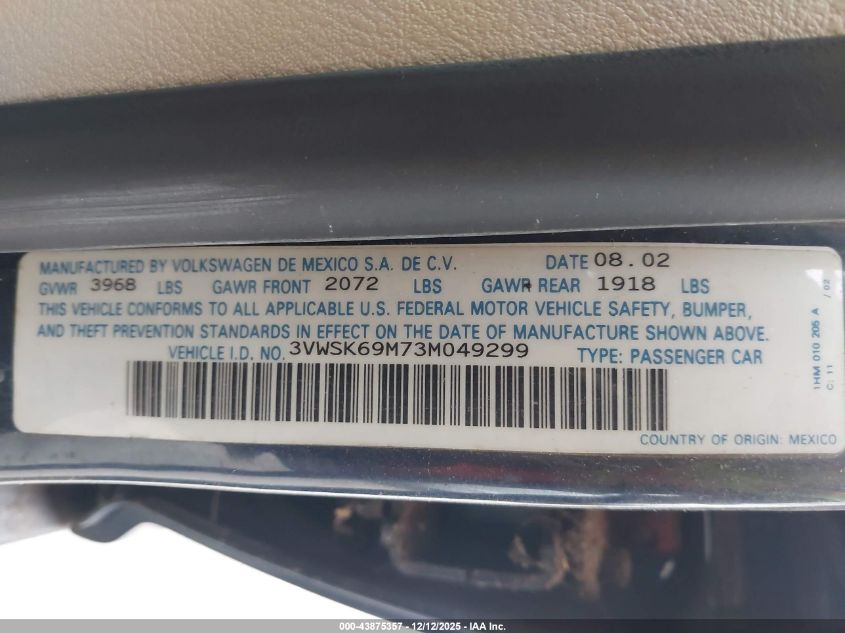 MANUFACTURED BY VOLKSWAGEN DE MEXICO S.A. DE C.V. DATE 08.02
GVWR 3968 LBS GAWR FRONT 2072 LBS GAWR REAR 1918 LBS
THIS VEHICLE CONFORMS TO ALL APPLICABLE U.S. FEDERAL MOTOR VEHICLE SAFETY, BUMPER,
AND THEFT PREVENTION STANDARDS IN EFFECT ON THE DATE OF MANUFACTURE SHOWN ABOVE.
VEHICLE I.D. NO. 3VWSK69M73M049299 TYPE: PASSENGER CAR
COUNTRY OF ORIGIN: MEXICO
1HM 010 205 A / 02
C: 11
000-43875357 - 12/12/2025 - IAA Inc.